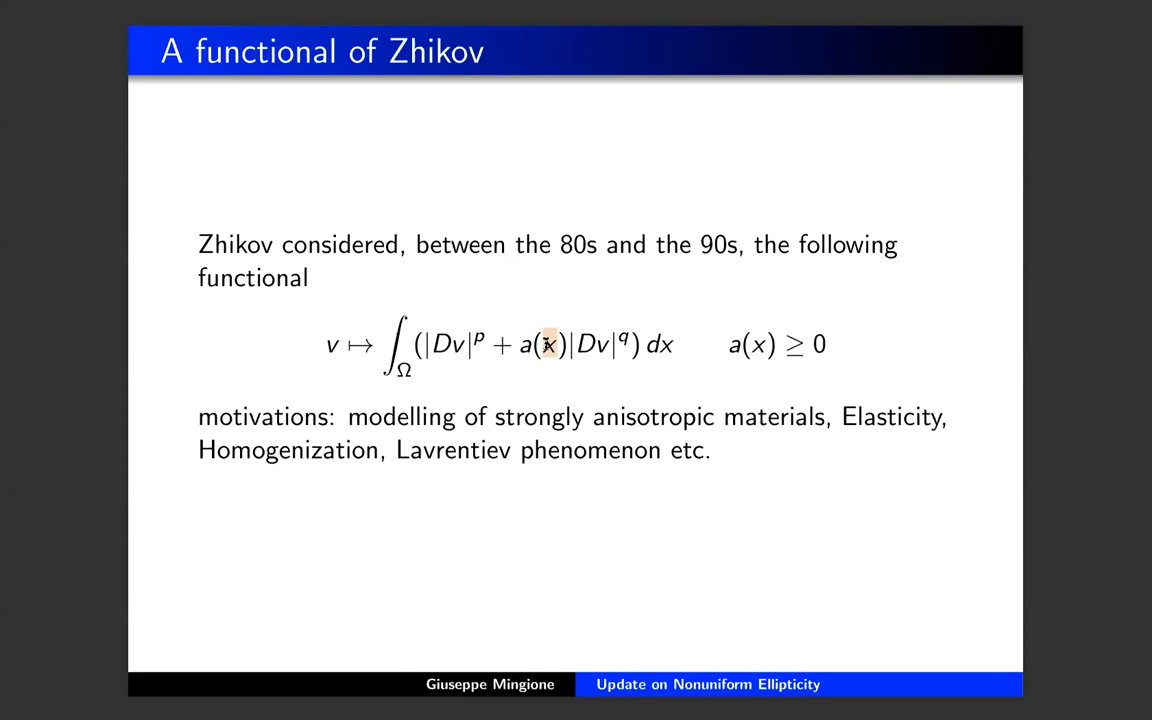 A functional of Zhikov
Zhikov considered, between the 80s and the 90s, the following
functional
v ↦ ∫_Ω (|Dv|^p + a(x)|Dv|^q) dx a(x) ≥ 0
motivations: modelling of strongly anisotropic materials, Elasticity,
Homogenization, Lavrentiev phenomenon etc.
Giuseppe Mingione Update on Nonuniform Ellipticity